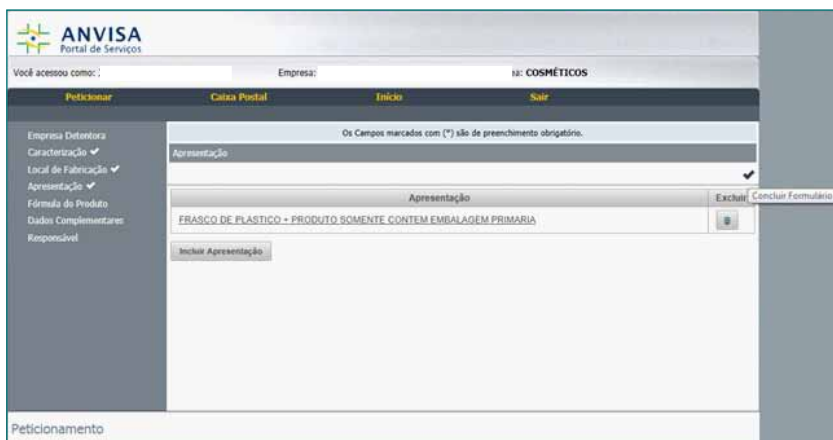 ANVISA
Portal de Serviços
Você acessou como:
Empresa:
COSMÉTICOS
Peticionar
Caixa Postal
Início
Sair
Empresa Detentora
Caracterização ✔
Local de Fabricação ✔
Apresentação ✔
Fórmula do Produto
Dados Complementares
Responsável
Os Campos marcados com (*) são de preenchimento obrigatório.
Apresentação
✔
Concluir Formulário
Apresentação
Excluir
FRASCO DE PLASTICO + PRODUTO SOMENTE CONTEM EMBALAGEM PRIMARIA
Incluir Apresentação
Peticionamento